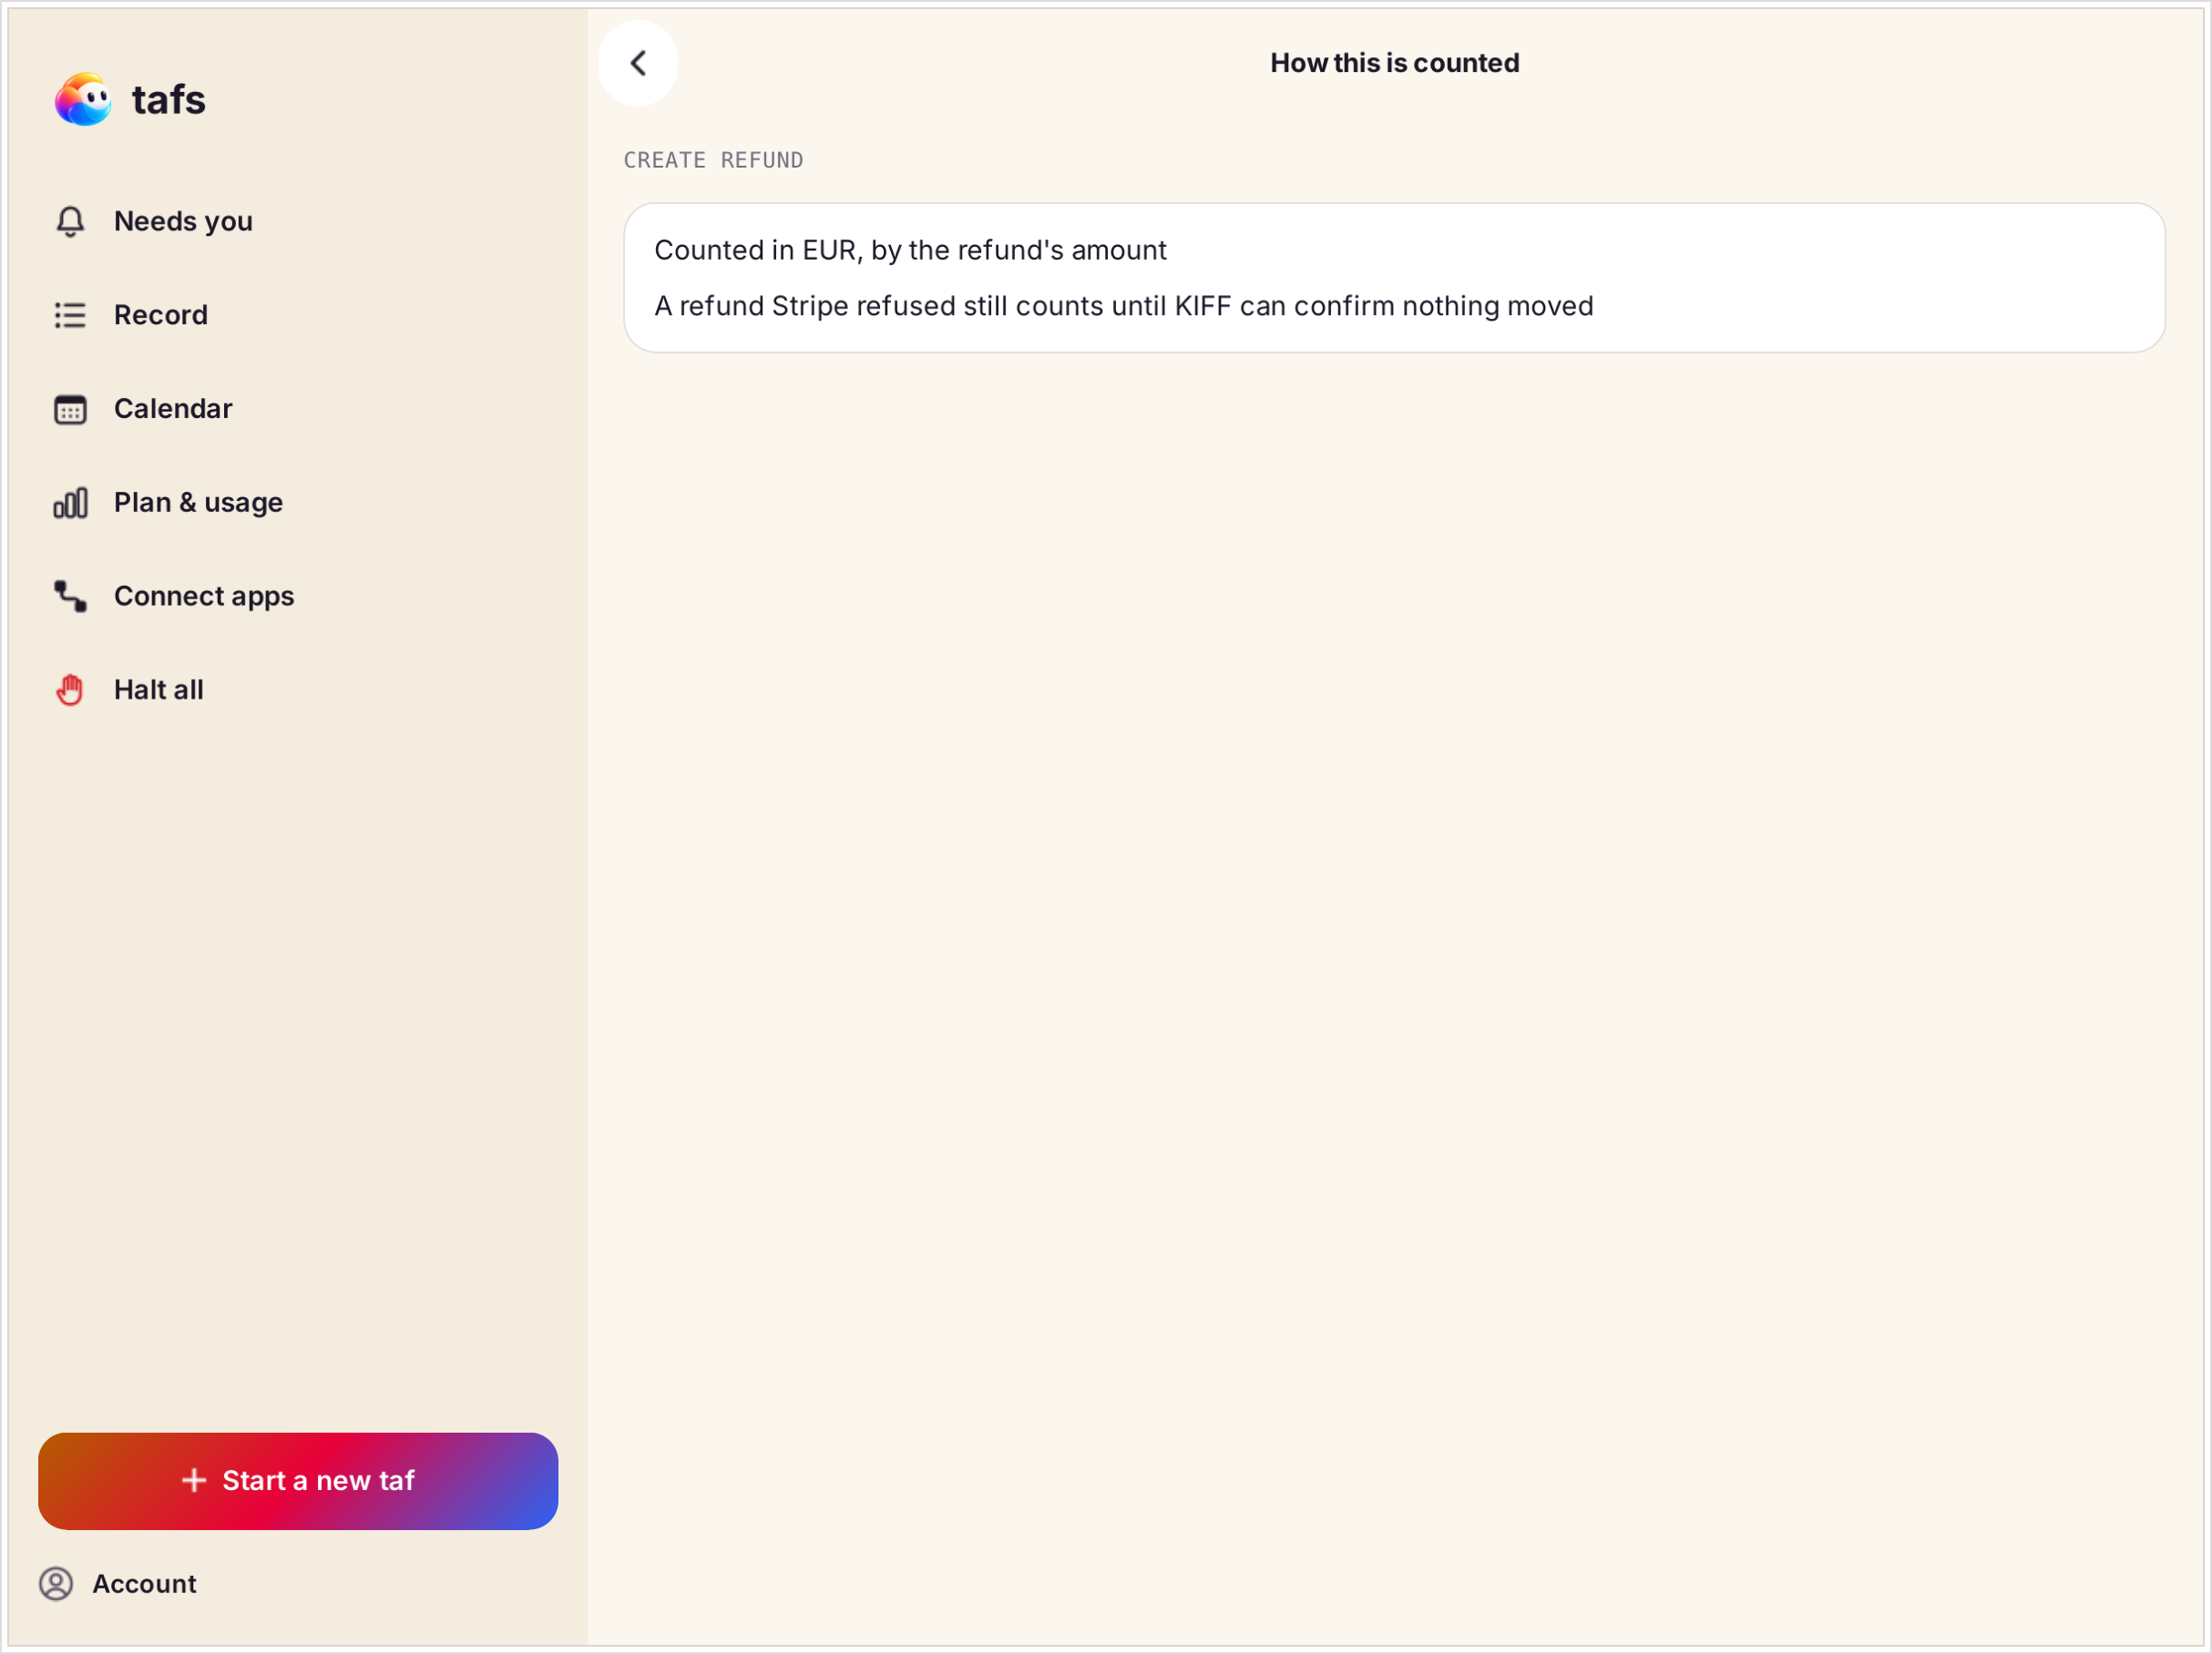 tafs
Needs you
Record
Calendar
Plan & usage
Connect apps
Halt all
Start a new taf
Account
How this is counted
CREATE REFUND
Counted in EUR, by the refund's amount
A refund Stripe refused still counts until KIFF can confirm nothing moved